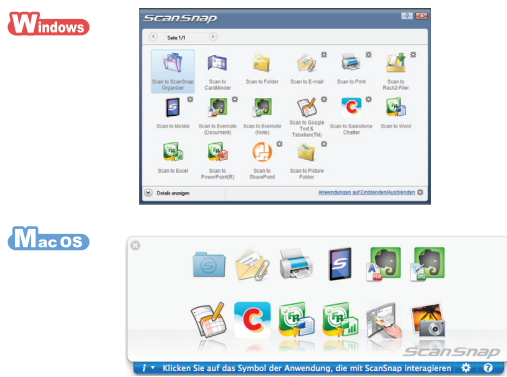 Windows
ScanSnap
Seite 1/1
Scan to ScanSnap
Organizer
Scan to
CardMinder
Scan to Folder
Scan to E-mail
Scan to Print
Scan to
Rack2-Filer
Scan to Mobile
Scan to Evernote
(Document)
Scan to Evernote
(Note)
Scan to Google
Text &
Tabellen(TM)
Scan to Salesforce
Chatter
Scan to Word
Scan to Excel
Scan to
PowerPoint(R)
Scan to
SharePoint
Scan to Picture
Folder
Details anzeigen
Anwendungen auf Einblenden/Ausblenden
Mac OS
ScanSnap
Klicken Sie auf das Symbol der Anwendung, die mit ScanSnap interagieren